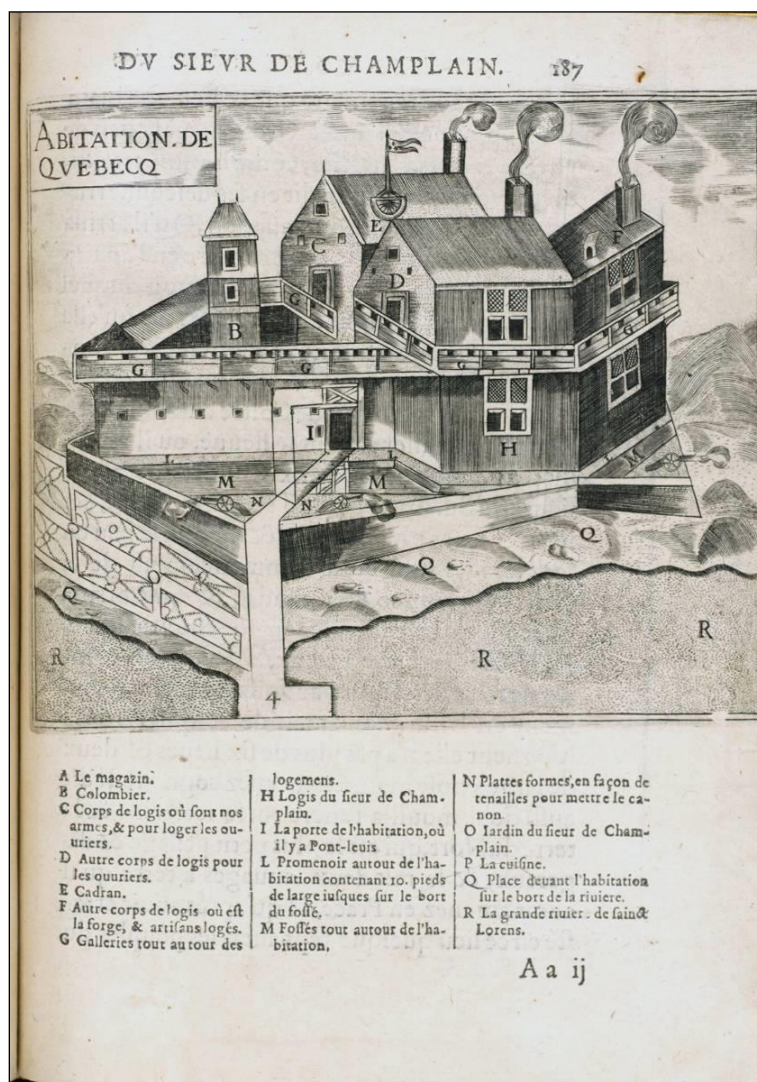 DV SIEVR DE CHAMPLAIN. 187
ABITATION. DE
QVEBECQ
E
F
C
D
G
B
G
G
G
G
I
H
L
L
M
M
M
N
N
Q
Q
O
O
Q
R
R
R
4
A Le magazin.
B Colombier.
C Corps de logis où ſont nos
armes, & pour loger les ou-
uriers.
D Autre corps de logis pour
les ouuriers.
E Cadran.
F Autre corps de logis où eſt
la forge, & artiſans logés.
G Galleries tout au tour des
logemens.
H Logis du ſieur de Cham-
plain.
I La porte de l'habitation, où
il y a Pont-leuis
L Promenoir autour de l'ha-
bitation contenant 10. pieds
de large iuſques ſur le bort
du foſſé.
M Foſſés tout autour de l'ha-
bitation.
N Plattes formes, en façon de
tenailles pour mettre le ca-
non.
O Iardin du ſieur de Cham-
plain.
P La cuiſine.
Q Place deuant l'habitation
ſur le bort de la riuiere.
R La grande riuier. de ſainct
Lorens.
A a ij